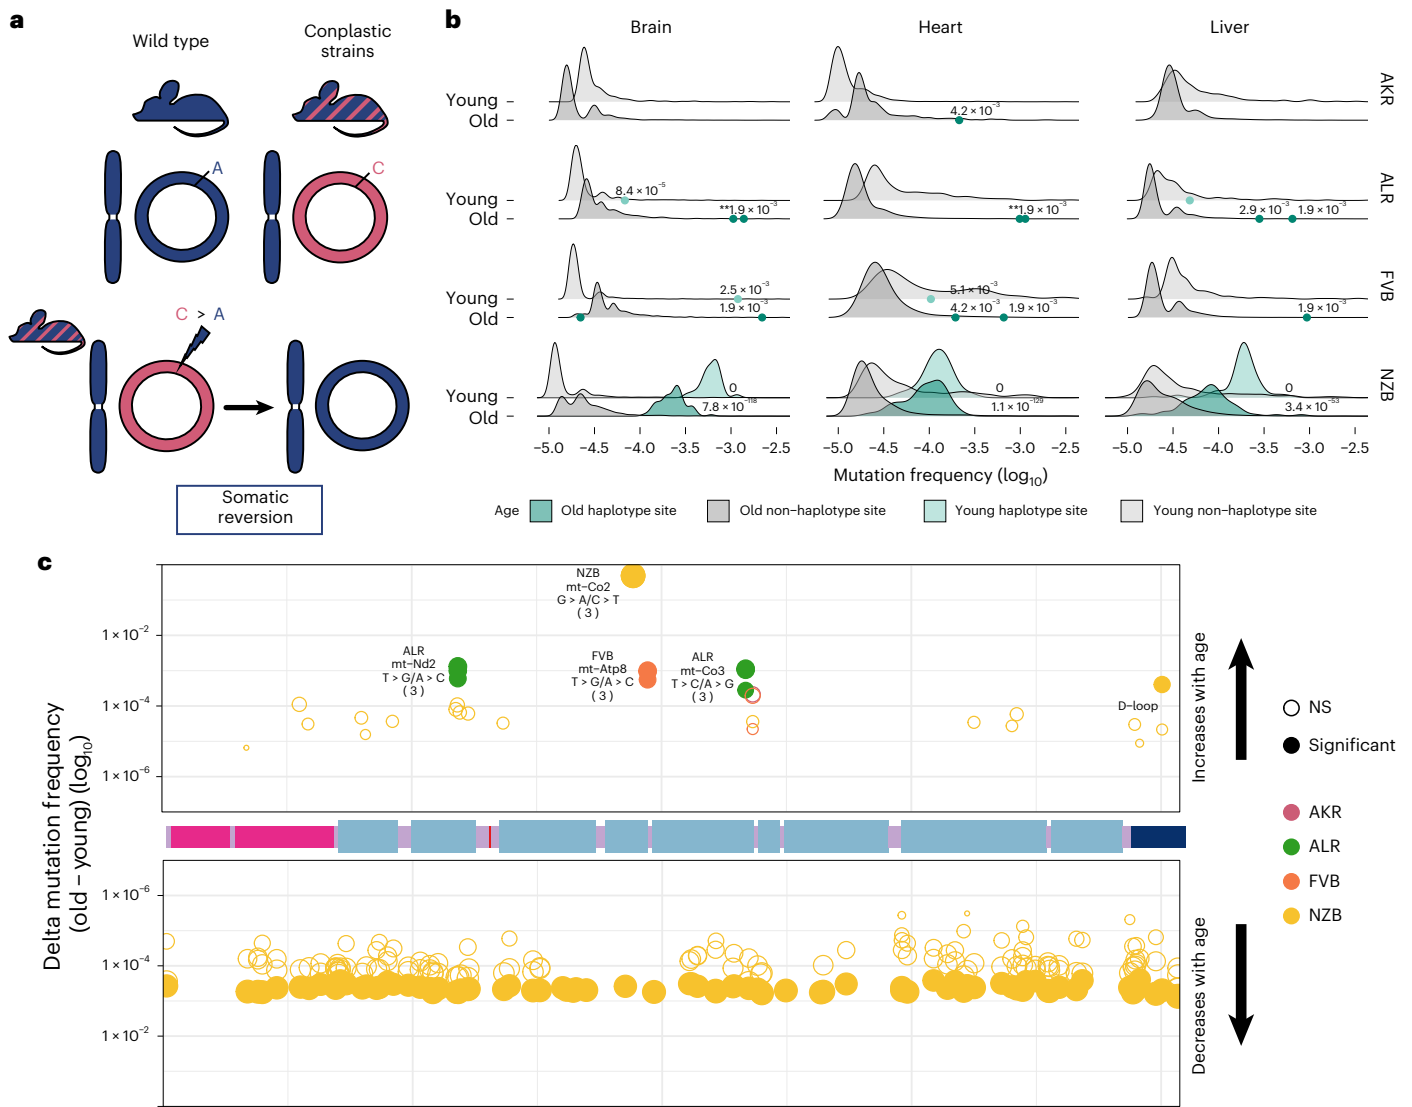 a
Wild type
Conplastic
strains
A
C
C > A
Somatic
reversion
b
Brain
Heart
Liver
Young
Old
4.2 × 10⁻³
AKR
Young
Old
8.4 × 10⁻⁵
**1.9 × 10⁻³
**1.9 × 10⁻³
2.9 × 10⁻³
1.9 × 10⁻³
ALR
Young
Old
2.5 × 10⁻³
1.9 × 10⁻³
5.1 × 10⁻³
4.2 × 10⁻³
1.9 × 10⁻³
1.9 × 10⁻³
FVB
Young
Old
0
7.8 × 10⁻¹¹⁸
0
1.1 × 10⁻¹²⁹
0
3.4 × 10⁻⁵³
NZB
−5.0 −4.5 −4.0 −3.5 −3.0 −2.5
−5.0 −4.5 −4.0 −3.5 −3.0 −2.5
−5.0 −4.5 −4.0 −3.5 −3.0 −2.5
Mutation frequency (log₁₀)
Age
Old haplotype site
Old non−haplotype site
Young haplotype site
Young non−haplotype site
c
Delta mutation frequency
(old − young) (log₁₀)
1 × 10⁻²
1 × 10⁻⁴
1 × 10⁻⁶
NZB
mt−Co2
G > A/C > T
( 3 )
ALR
mt−Nd2
T > G/A > C
( 3 )
FVB
mt−Atp8
T > G/A > C
( 3 )
ALR
mt−Co3
T > C/A > G
( 3 )
D−loop
Increases with age
1 × 10⁻⁶
1 × 10⁻⁴
1 × 10⁻²
Decreases with age
NS
Significant
AKR
ALR
FVB
NZB